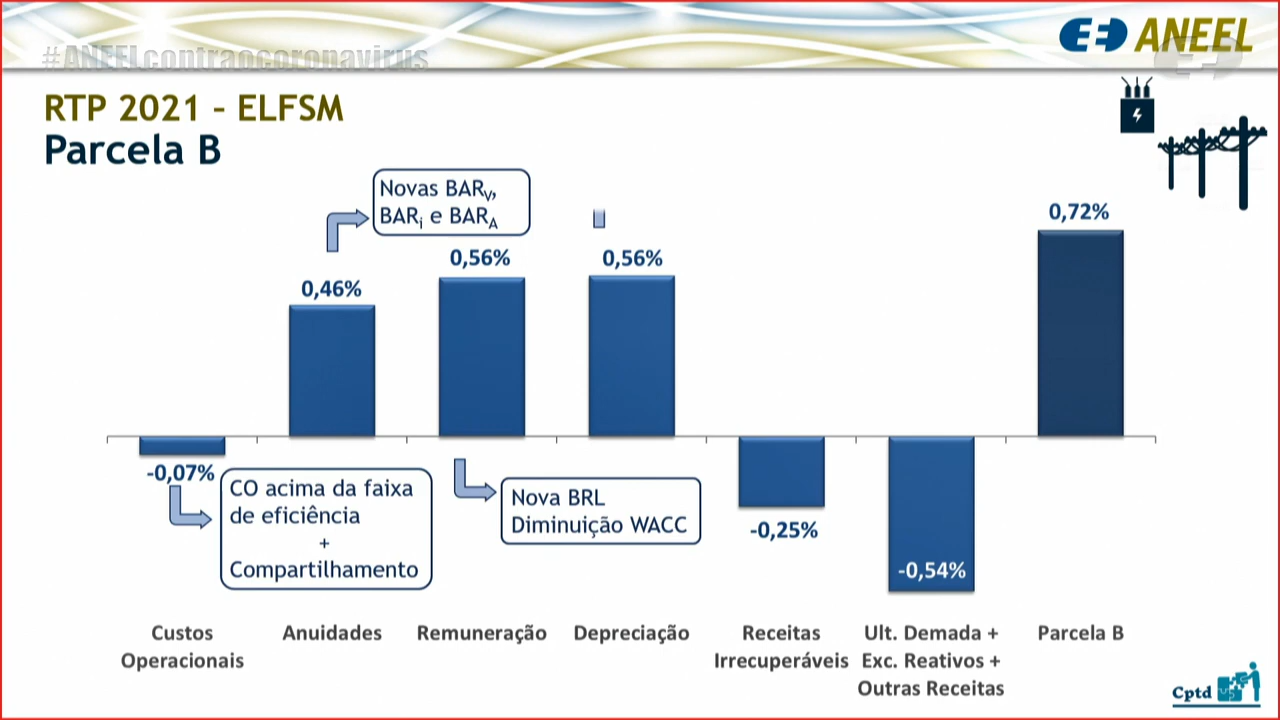 #ANEELcontraocoronavirus
ANEEL
RTP 2021 – ELFSM
Parcela B
Novas BARV,
BARi e BARA
0,72%
0,56%
0,56%
0,46%
-0,07%
CO acima da faixa
de eficiência
+
Compartilhamento
Nova BRL
Diminuição WACC
-0,25%
-0,54%
Custos
Operacionais
Anuidades
Remuneração
Depreciação
Receitas
Irrecuperáveis
Ult. Demada +
Exc. Reativos +
Outras Receitas
Parcela B
Cptd